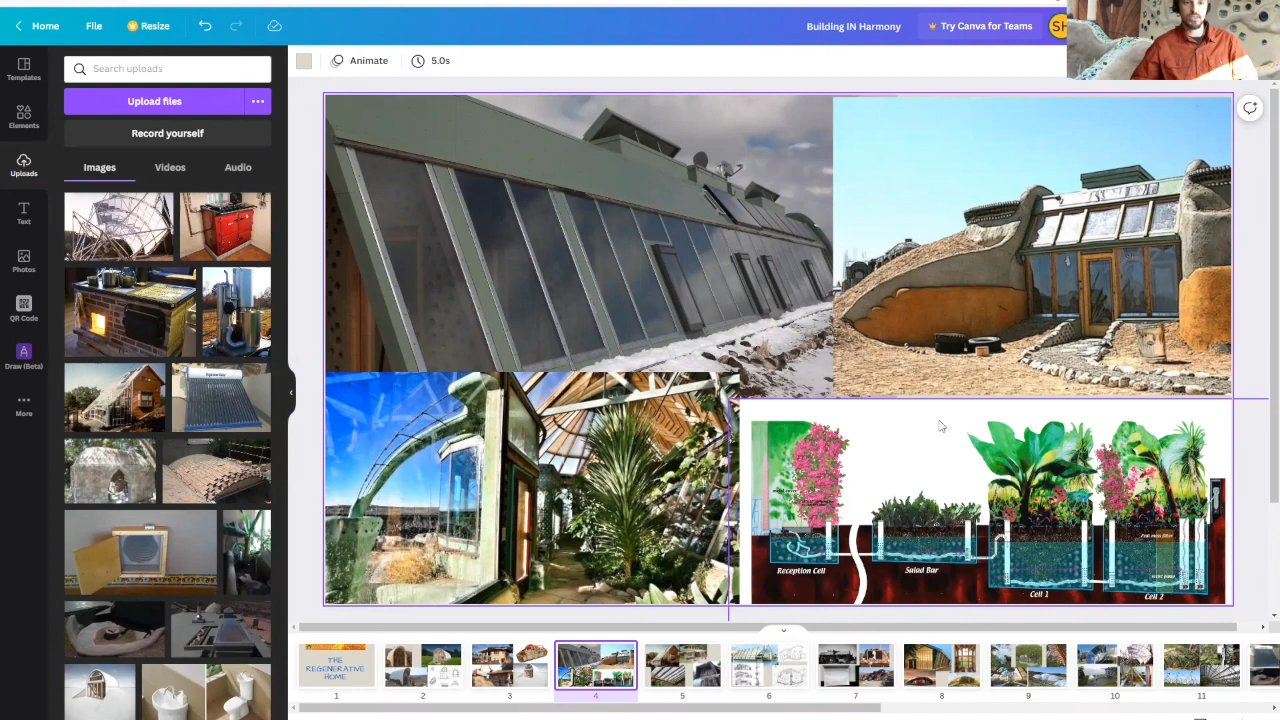 Home
File
Resize
Building IN Harmony
Try Canva for Teams
SH
Templates
Elements
Uploads
Text
Photos
QR Code
Draw (Beta)
More
Search uploads
Upload files
Record yourself
Images
Videos
Audio
Animate
5.0s
Reception Cell
Salad Bar
Cell 1
Cell 2
THE
REGENERATIVE
HOME
1
2
3
4
5
6
7
8
9
10
11